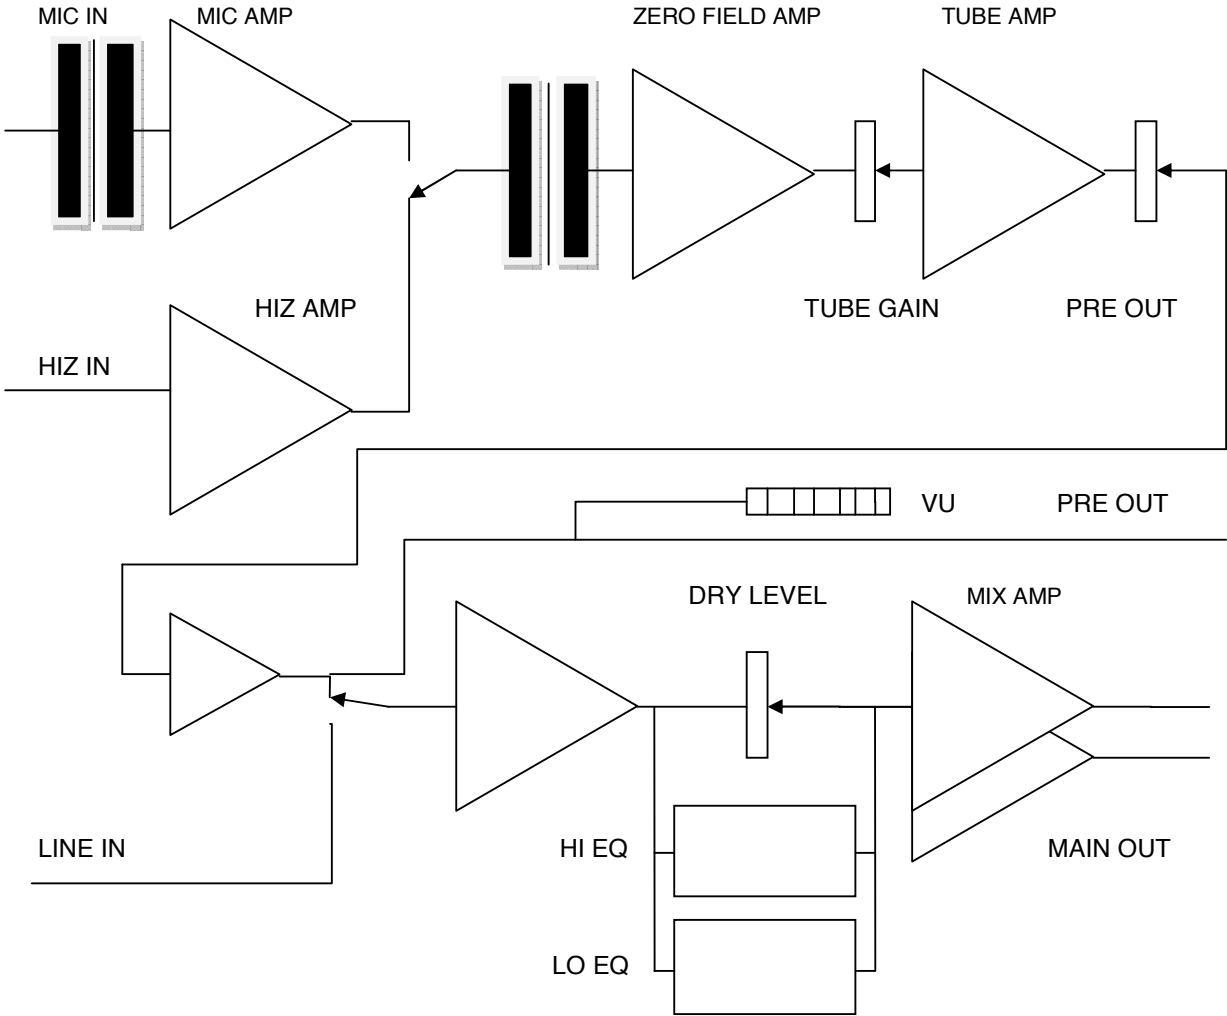 MIC IN
MIC AMP
ZERO FIELD AMP
TUBE AMP
HIZ AMP
TUBE GAIN
PRE OUT
HIZ IN
VU
PRE OUT
DRY LEVEL
MIX AMP
LINE IN
HI EQ
MAIN OUT
LO EQ